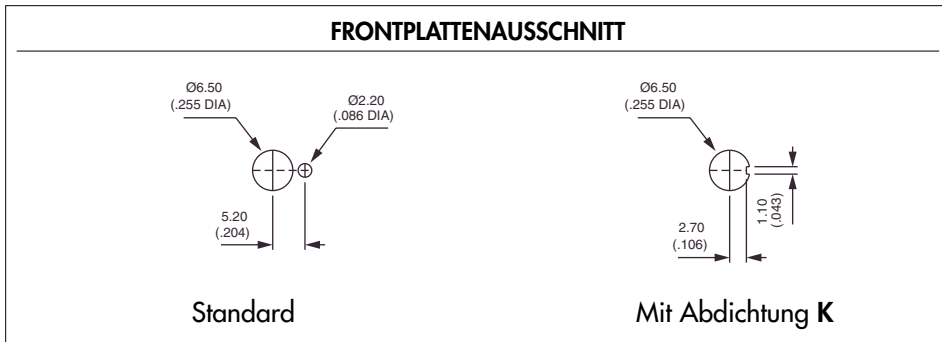 FRONTPLATTENAUSSCHNITT
Ø6.50
(.255 DIA)
Ø2.20
(.086 DIA)
5.20
(.204)
Standard
Ø6.50
(.255 DIA)
2.70
(.106)
1.10
(.043)
Mit Abdichtung K